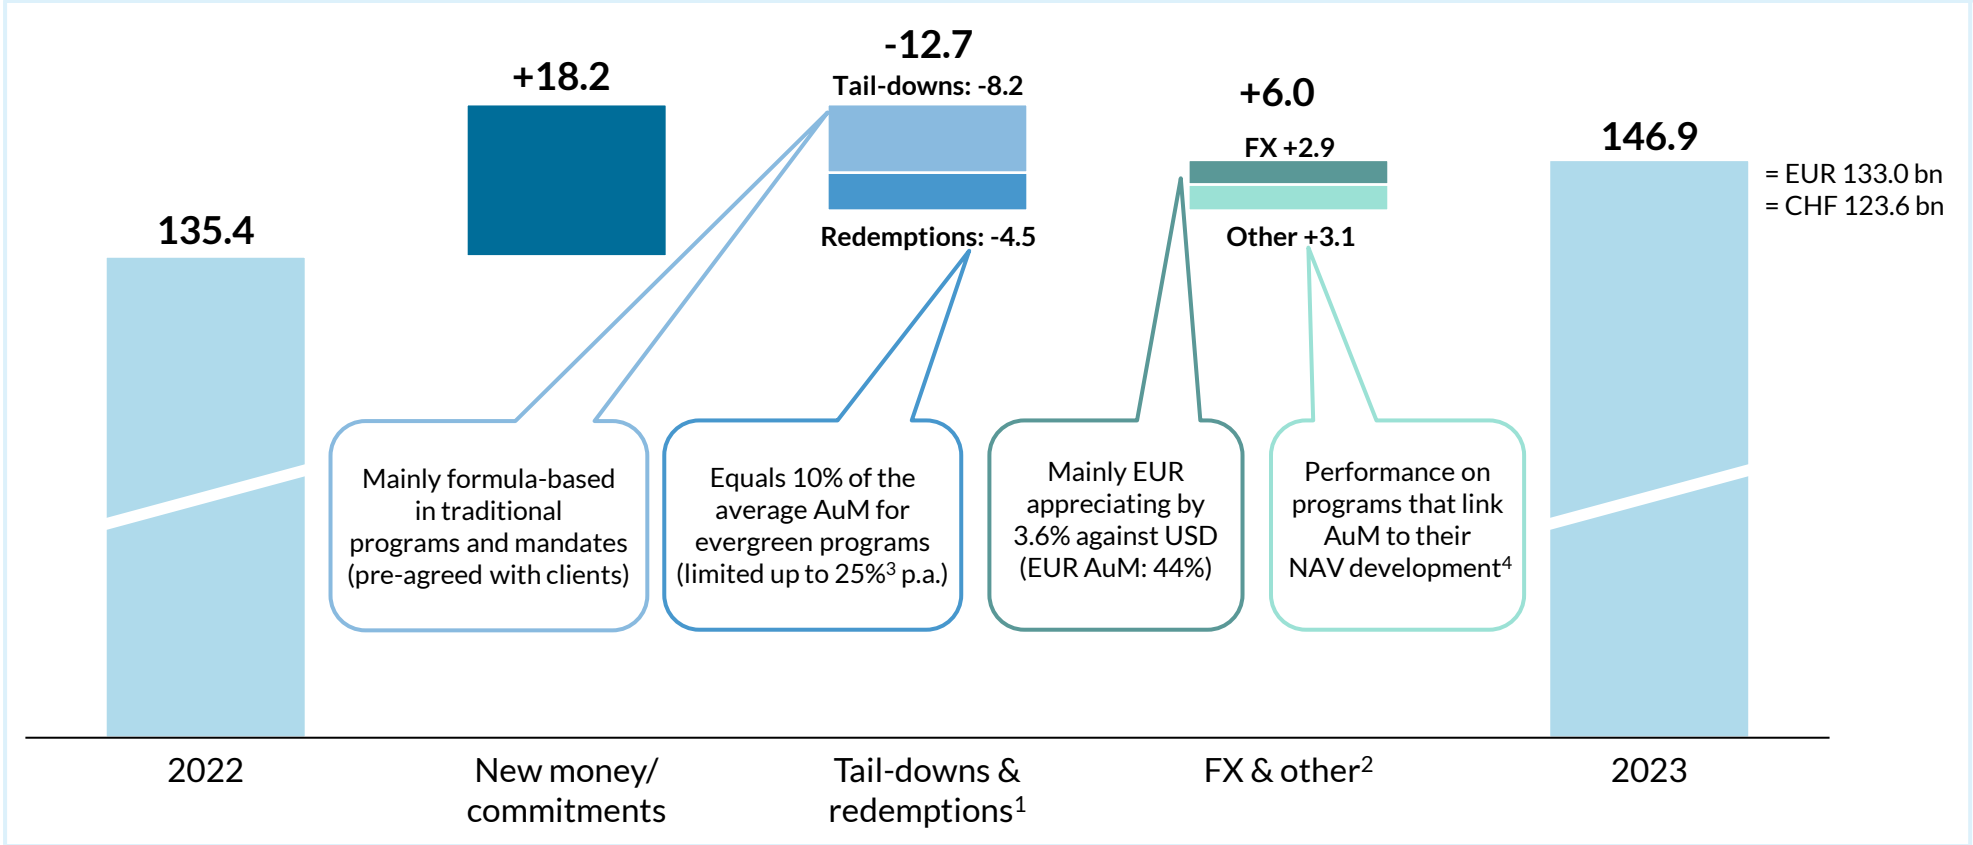 135.4
+18.2
-12.7
Tail-downs: -8.2
Redemptions: -4.5
+6.0
FX +2.9
Other +3.1
146.9
= EUR 133.0 bn
= CHF 123.6 bn
Mainly formula-based
in traditional
programs and mandates
(pre-agreed with clients)
Equals 10% of the
average AuM for
evergreen programs
(limited up to 25%³ p.a.)
Mainly EUR
appreciating by
3.6% against USD
(EUR AuM: 44%)
Performance on
programs that link
AuM to their
NAV development⁴
2022
New money/
commitments
Tail-downs &
redemptions¹
FX & other²
2023